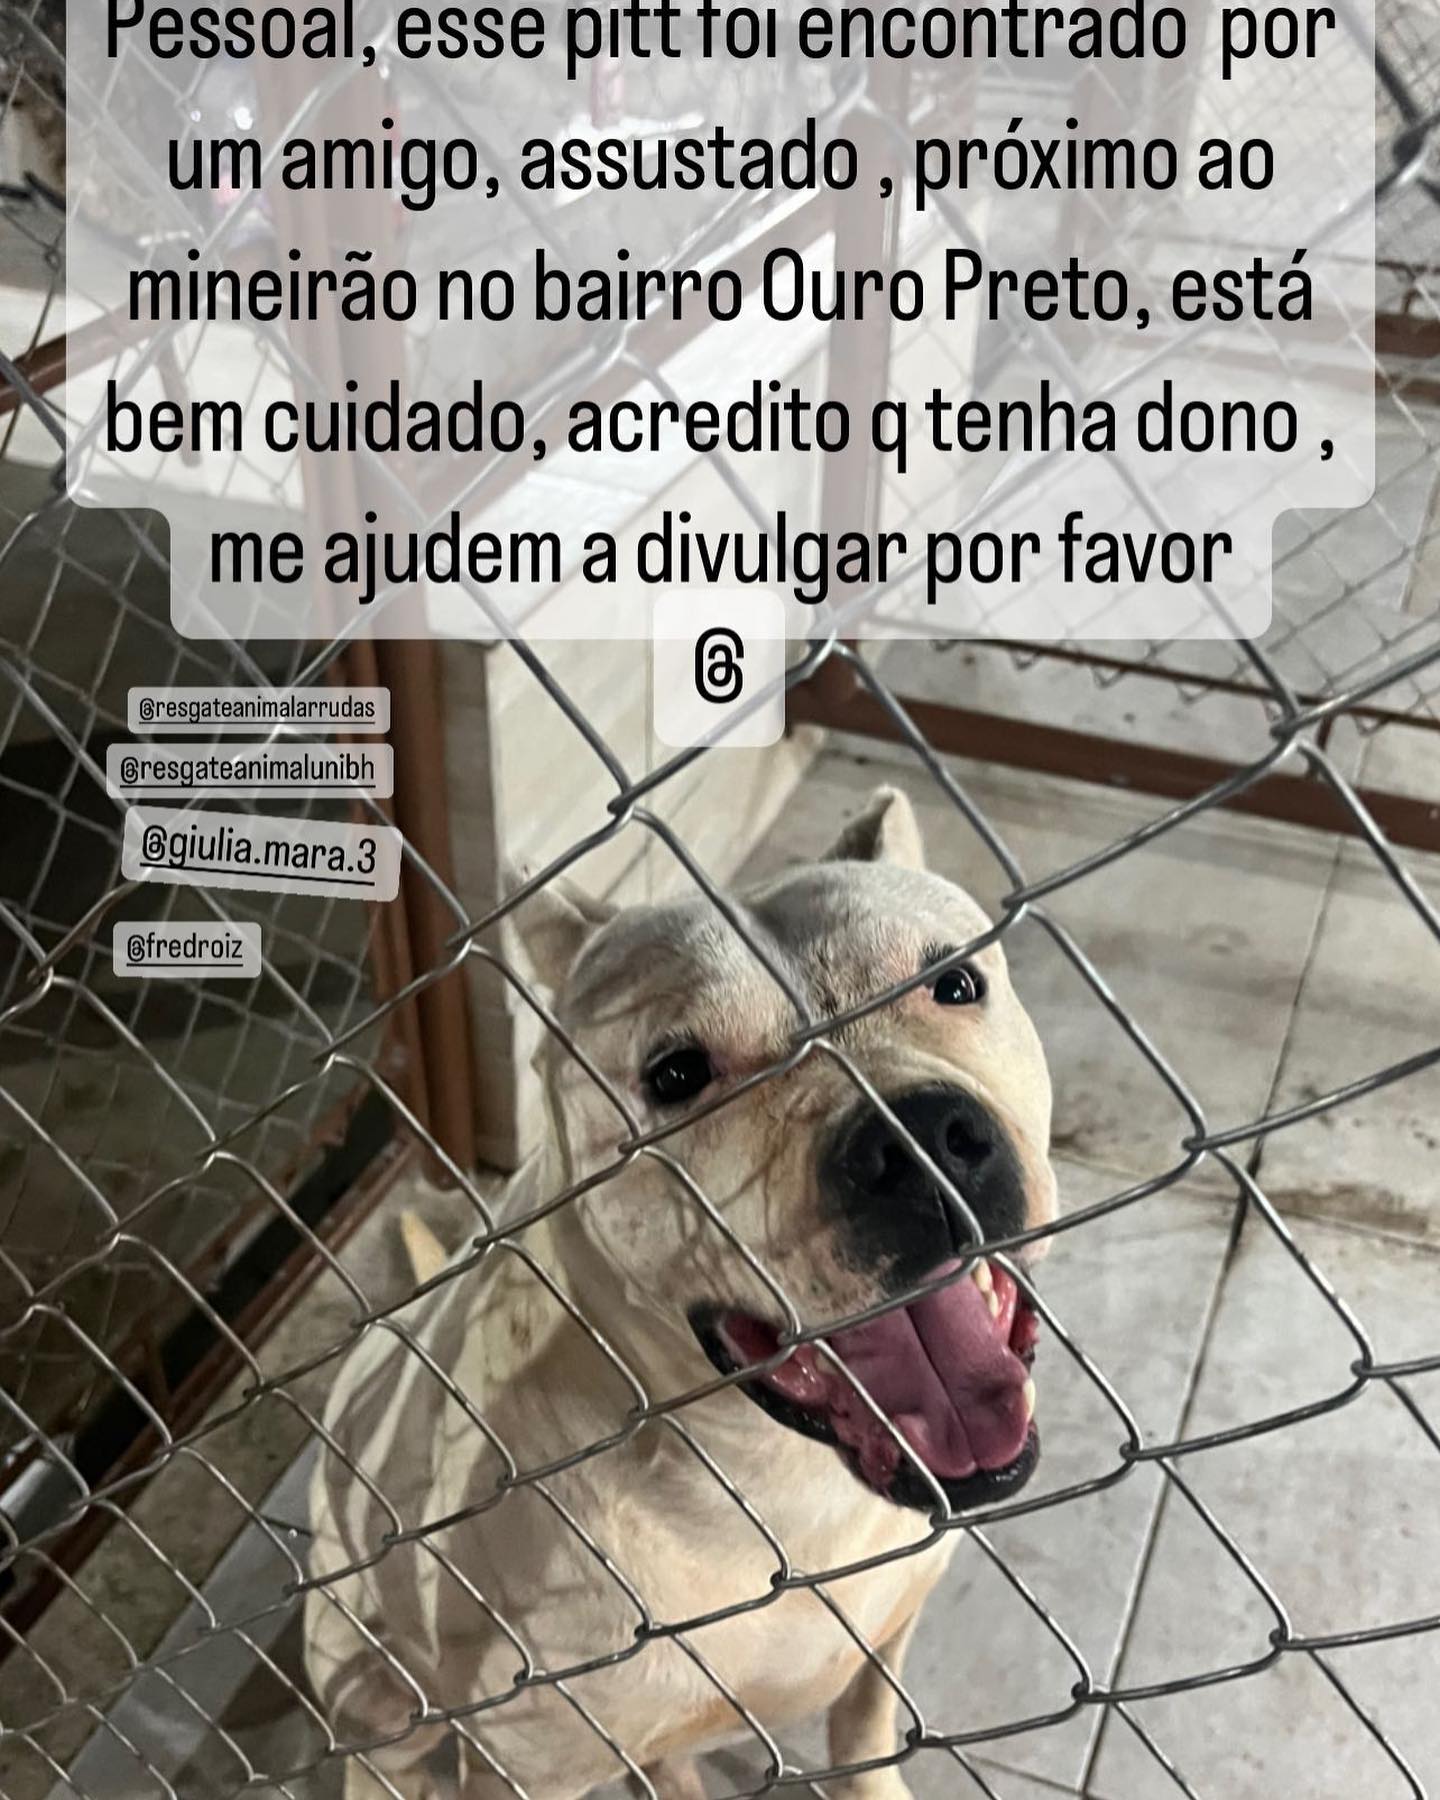 Pessoal, esse pitt foi encontrado por
um amigo, assustado , próximo ao
mineirão no bairro Ouro Preto, está
bem cuidado, acredito q tenha dono ,
me ajudem a divulgar por favor
@
@resgateanimalarrudas
@resgateanimalunibh
@giulia.mara.3
@fredroiz